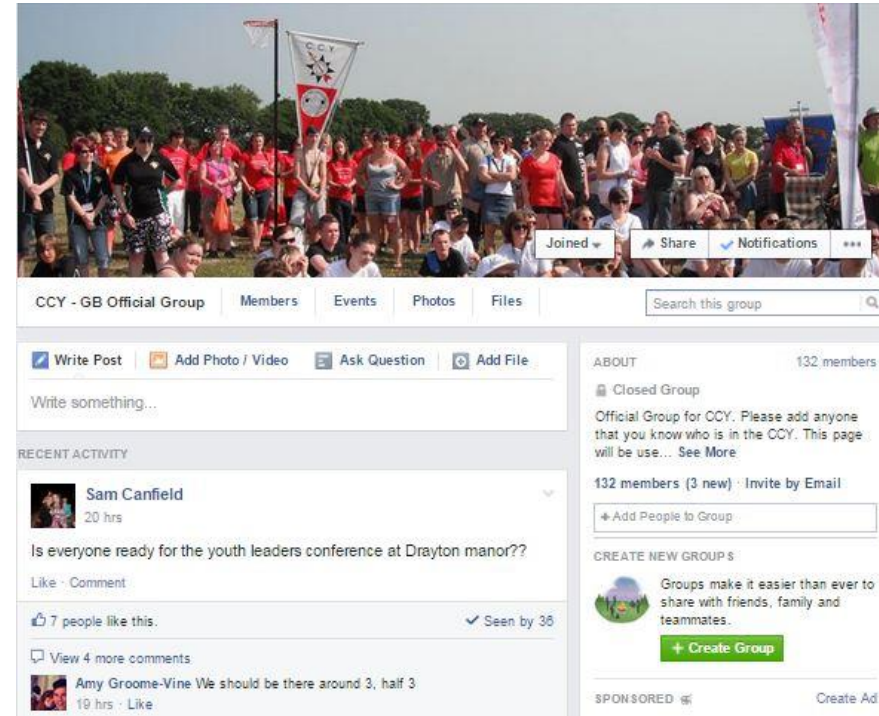 CCY
Joined
Share
Notifications
CCY - GB Official Group
Members
Events
Photos
Files
Search this group
Write Post
Add Photo / Video
Ask Question
Add File
Write something...
RECENT ACTIVITY
Sam Canfield
20 hrs
Is everyone ready for the youth leaders conference at Drayton manor??
Like · Comment
7 people like this.
Seen by 36
View 4 more comments
Amy Groome-Vine We should be there around 3, half 3
19 hrs · Like
ABOUT
132 members
Closed Group
Official Group for CCY. Please add anyone
that you know who is in the CCY. This page
will be use... See More
132 members (3 new) · Invite by Email
+ Add People to Group
CREATE NEW GROUPS
Groups make it easier than ever to
share with friends, family and
teammates.
+ Create Group
SPONSORED
Create Ad